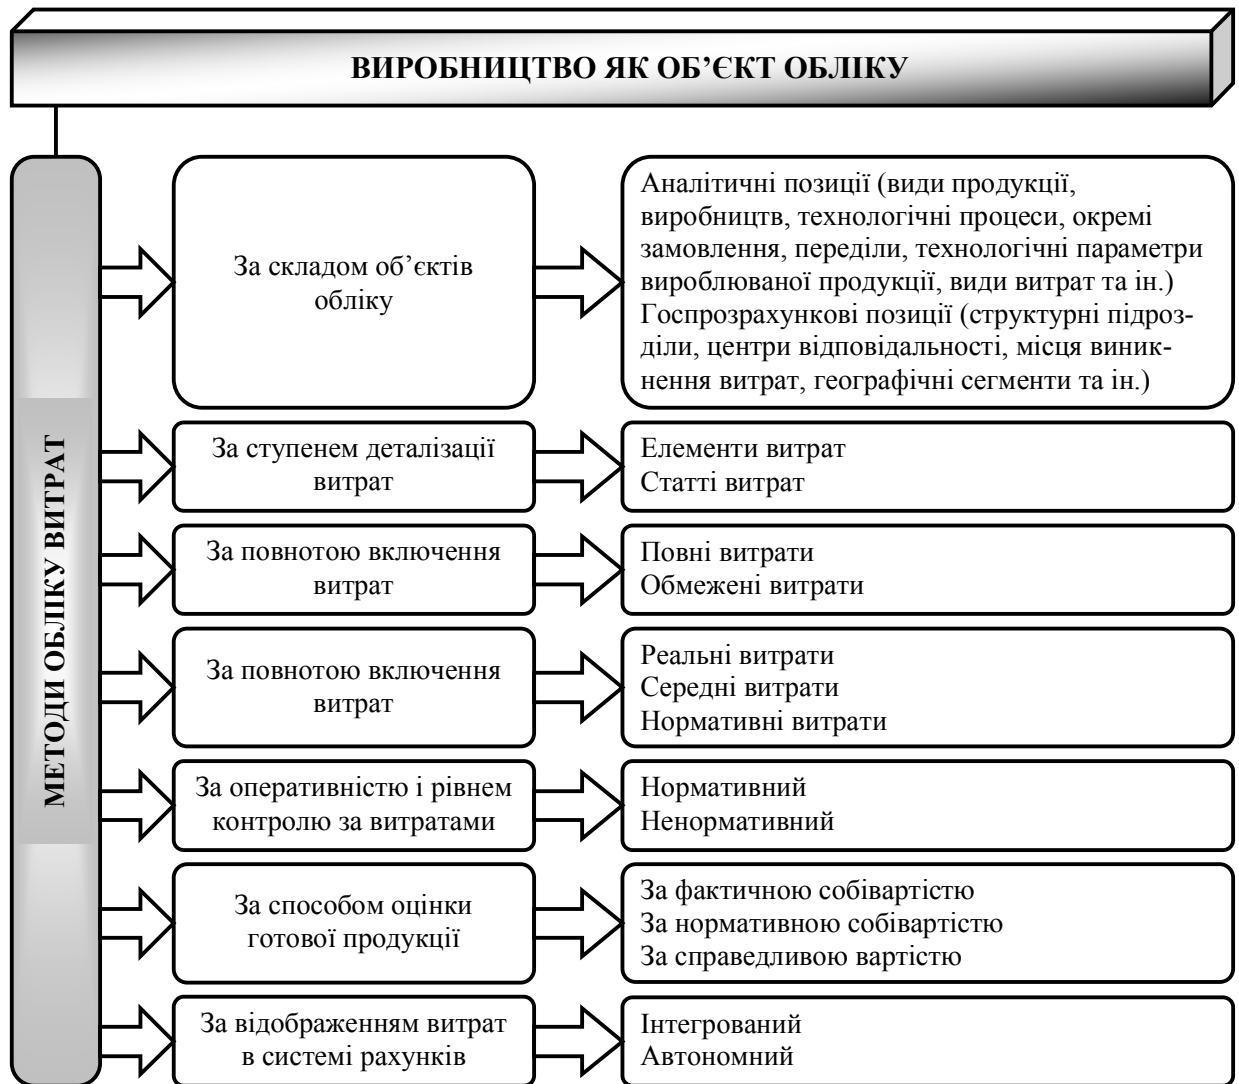 ВИРОБНИЦТВО ЯК ОБ’ЄКТ ОБЛІКУ
МЕТОДИ ОБЛІКУ ВИТРАТ
За складом об’єктів
обліку
Аналітичні позиції (види продукції,
виробництв, технологічні процеси, окремі
замовлення, переділи, технологічні параметри
вироблюваної продукції, види витрат та ін.)
Госпрозрахункові позиції (структурні підроз-
діли, центри відповідальності, місця виник-
нення витрат, географічні сегменти та ін.)
За ступенем деталізації
витрат
Елементи витрат
Статті витрат
За повнотою включення
витрат
Повні витрати
Обмежені витрати
За повнотою включення
витрат
Реальні витрати
Середні витрати
Нормативні витрати
За оперативністю і рівнем
контролю за витратами
Нормативний
Ненормативний
За способом оцінки
готової продукції
За фактичною собівартістю
За нормативною собівартістю
За справедливою вартістю
За відображенням витрат
в системі рахунків
Інтегрований
Автономний